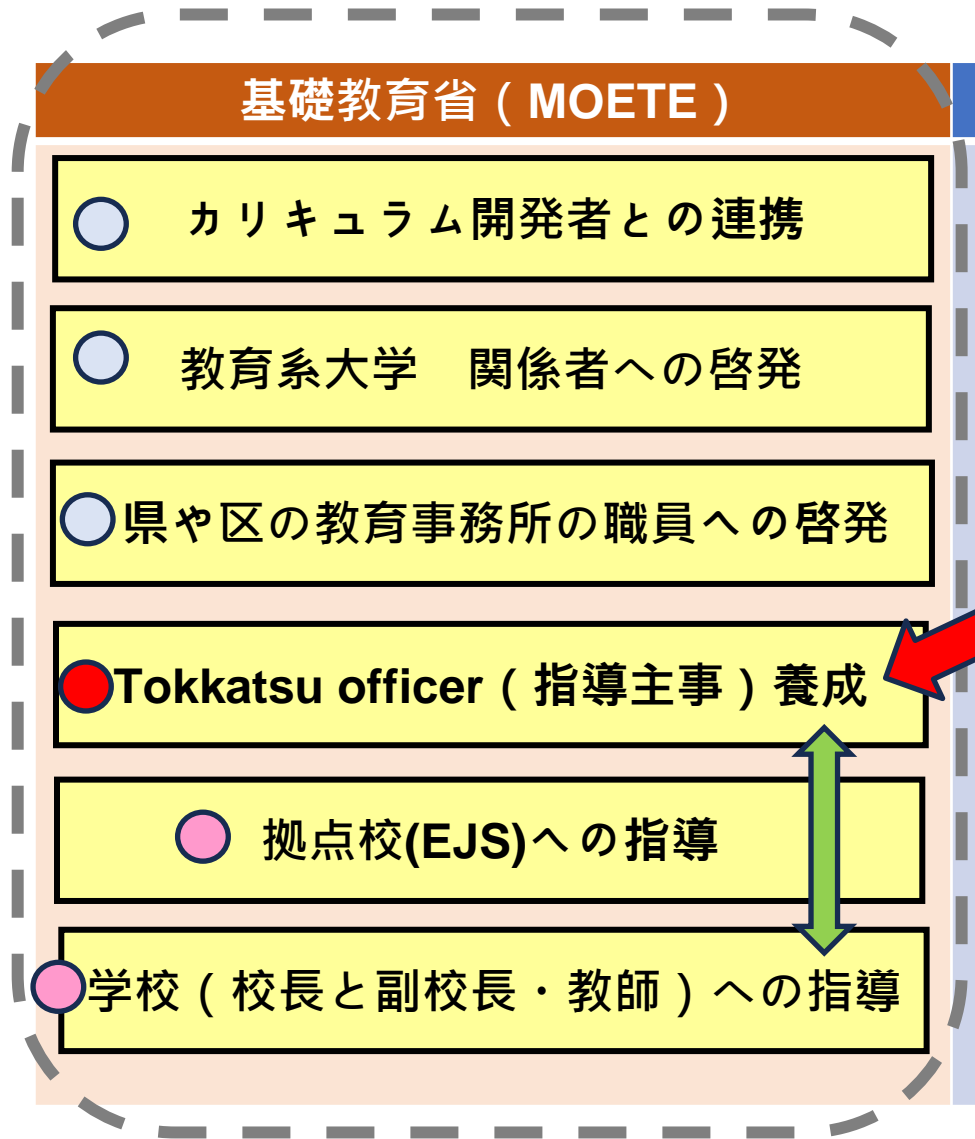 基礎教育省（MOETE）
カリキュラム開発者との連携
教育系大学　関係者への啓発
県や区の教育事務所の職員への啓発
Tokkatsu officer（指導主事）養成
拠点校(EJS)への指導
学校（校長と副校長・教師）への指導